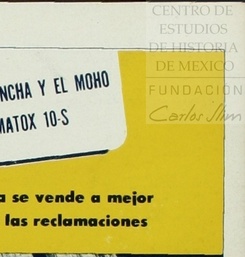 CENTRO DE
ESTUDIOS
DE HISTORIA
DE MEXICO
FUNDACIÓN
Carlos Slim
NCHA Y EL MOHO
MATOX 10-S
a se vende a mejor
las reclamaciones